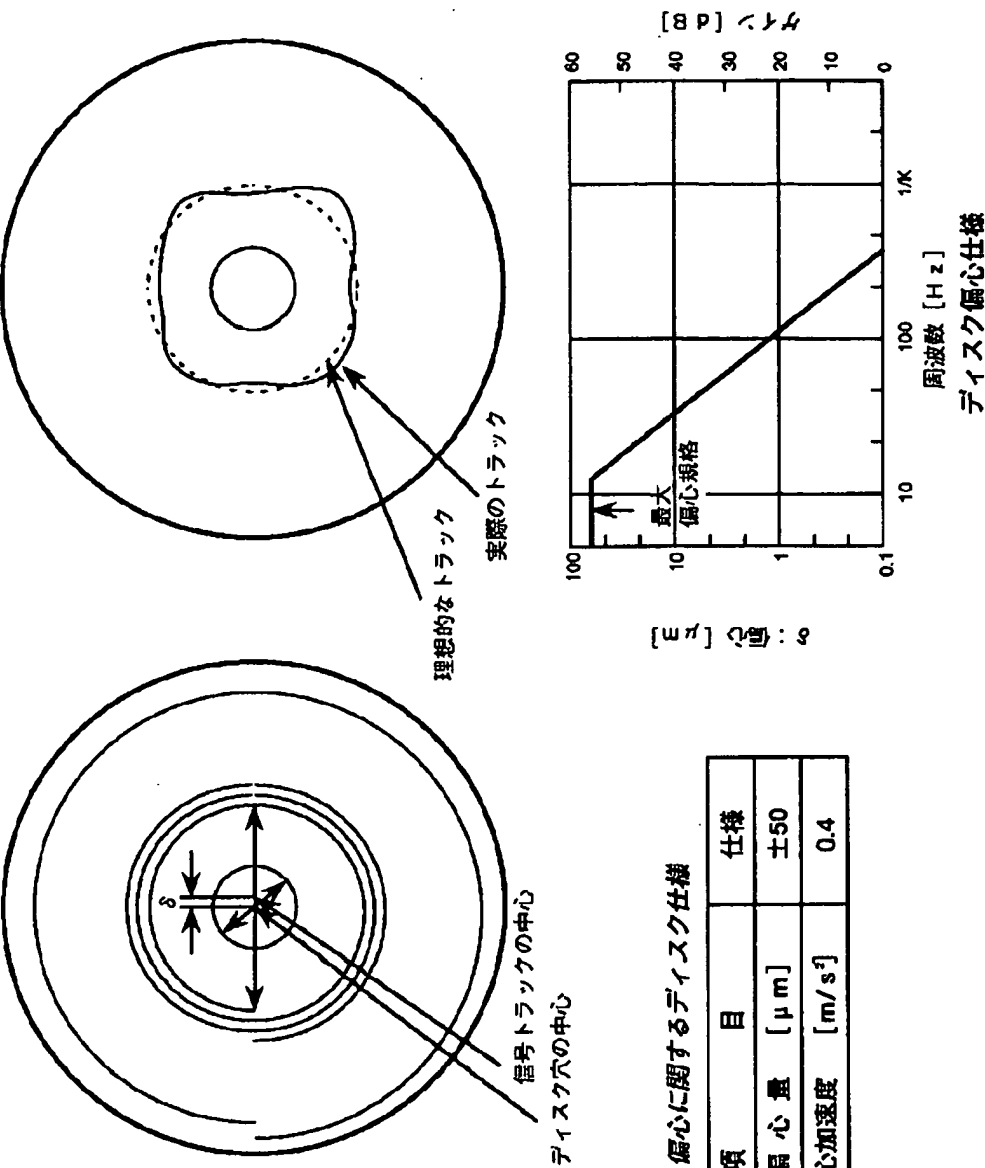 δ
信号トラックの中心
ディスク穴の中心
理想的なトラック
実際のトラック
偏心に関するディスク仕様
項 目 仕様
偏心量 [μm] ±50
心加速度 [m/s²] 0.4
δ:偏心 [μm]
100
10
1
0.1
最大
偏心規格
10
100
1/K
周波数 [Hz]
ゲイン [dB]
60
50
40
30
20
10
0
ディスク偏心仕様